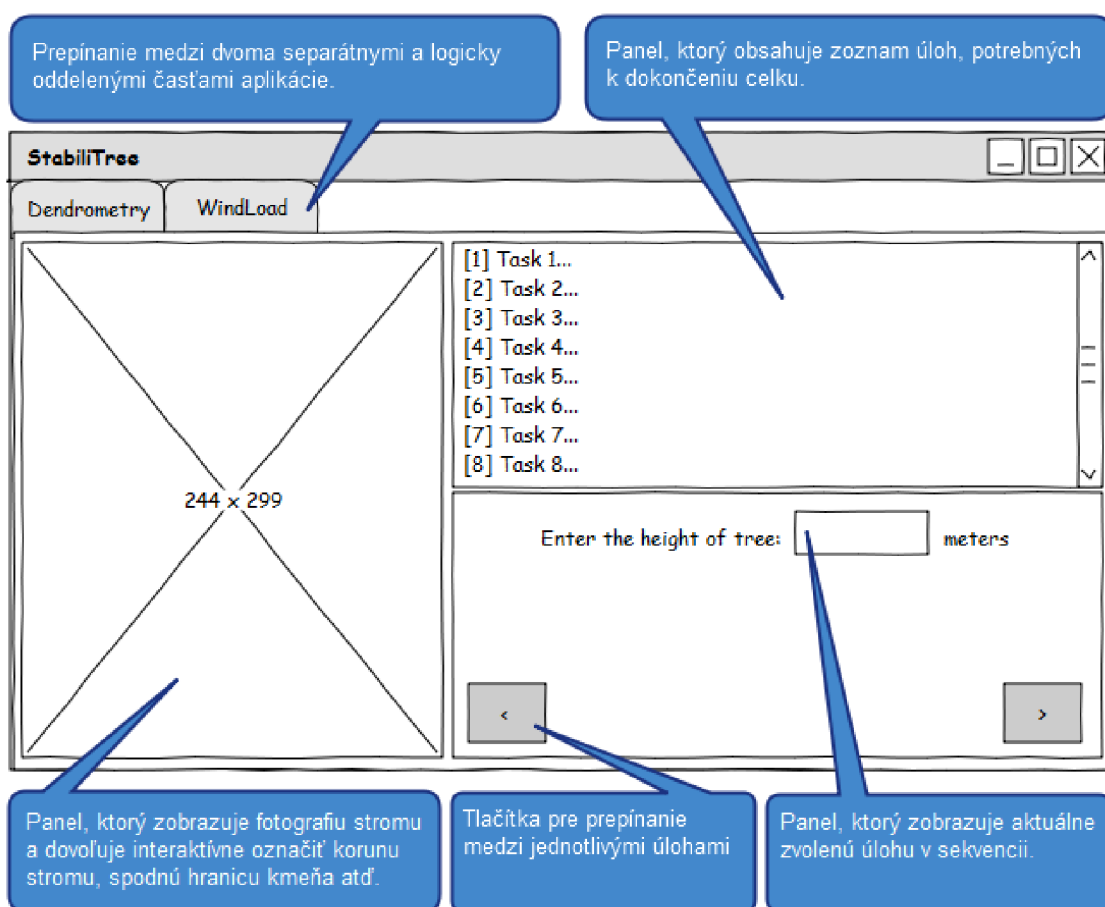 Prepínanie medzi dvoma separátnymi a logicky
oddelenými časťami aplikácie.
Panel, ktorý obsahuje zoznam úloh, potrebných
k dokončeniu celku.
StabiliTree
Dendrometry
WindLoad
[1] Task 1...
[2] Task 2...
[3] Task 3...
[4] Task 4...
[5] Task 5...
[6] Task 6...
[7] Task 7...
[8] Task 8...
244 x 299
Enter the height of tree:
meters
<
>
Panel, ktorý zobrazuje fotografiu stromu
a dovoľuje interaktívne označiť korunu
stromu, spodnú hranicu kmeňa atď.
Tlačítka pre prepínanie
medzi jednotlivými úlohami
Panel, ktorý zobrazuje aktuálne
zvolenú úlohu v sekvencii.